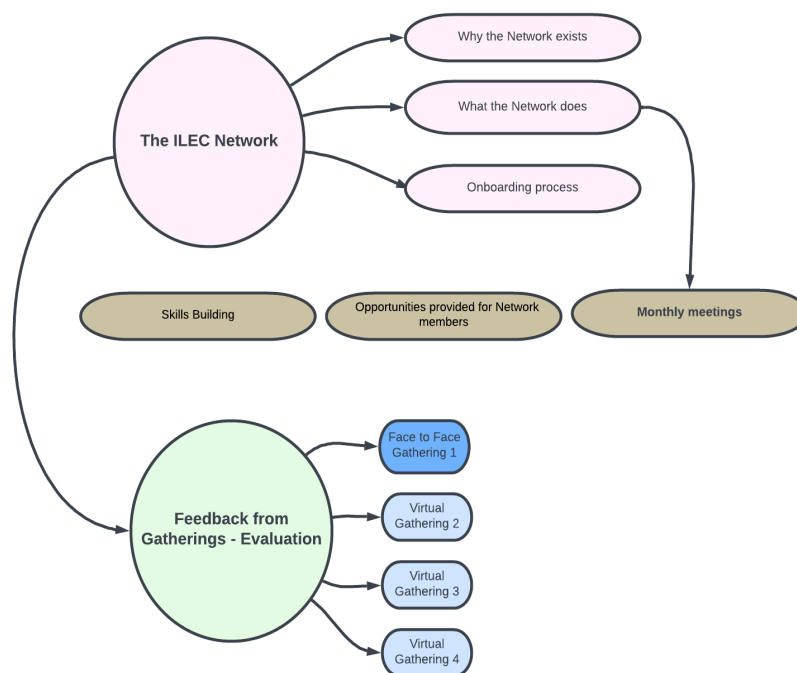 Why the Network exists
What the Network does
The ILEC Network
Onboarding process
Skills Building
Opportunities provided for Network
members
Monthly meetings
Face to Face
Gathering 1
Feedback from
Gatherings - Evaluation
Virtual
Gathering 2
Virtual
Gathering 3
Virtual
Gathering 4